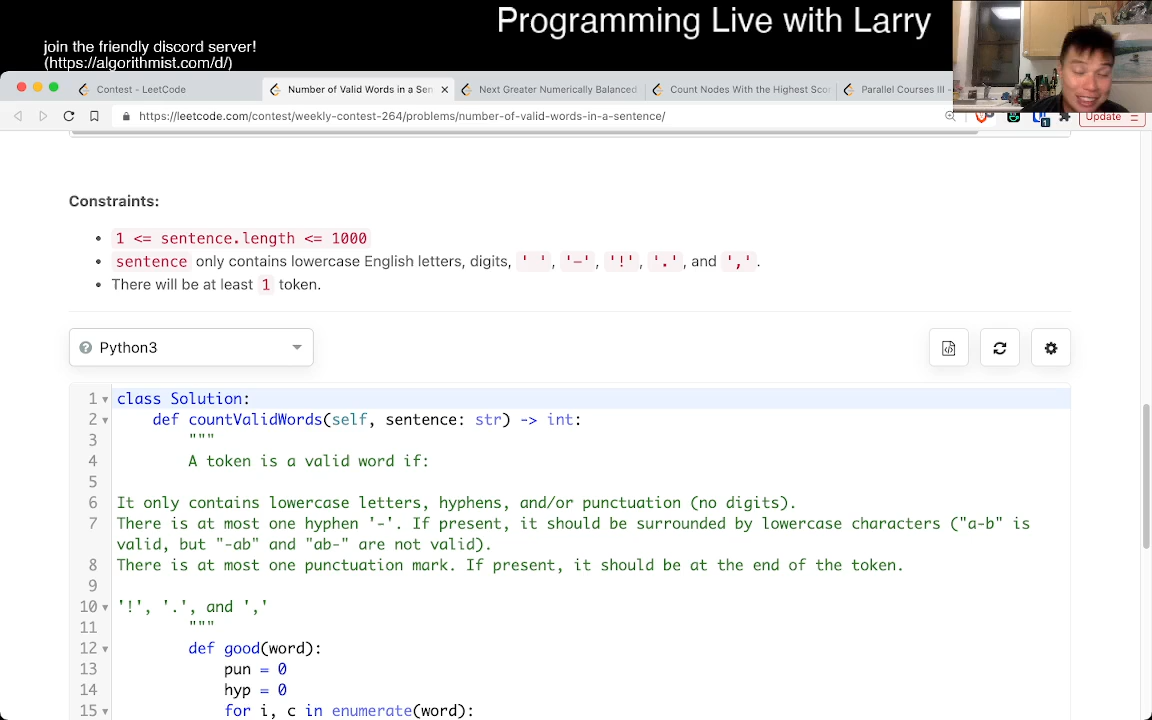 Programming Live with Larry
join the friendly discord server!
(https://algorithmist.com/d/)
Contest - LeetCode
Number of Valid Words in a Sen
Next Greater Numerically Balanced
Count Nodes With the Highest Sco
Parallel Courses III -
https://leetcode.com/contest/weekly-contest-264/problems/number-of-valid-words-in-a-sentence/
Update
Constraints:
• 1 <= sentence.length <= 1000
• sentence only contains lowercase English letters, digits, ' ', '-', '!', '.', and ','.
• There will be at least 1 token.
Python3
1 class Solution:
2 def countValidWords(self, sentence: str) -> int:
3 """
4 A token is a valid word if:
5
6 It only contains lowercase letters, hyphens, and/or punctuation (no digits).
7 There is at most one hyphen '-'. If present, it should be surrounded by lowercase characters ("a-b" is
valid, but "-ab" and "ab-" are not valid).
8 There is at most one punctuation mark. If present, it should be at the end of the token.
9
10 '!', '.', and ','
11 """
12 def good(word):
13 pun = 0
14 hyp = 0
15 for i, c in enumerate(word):